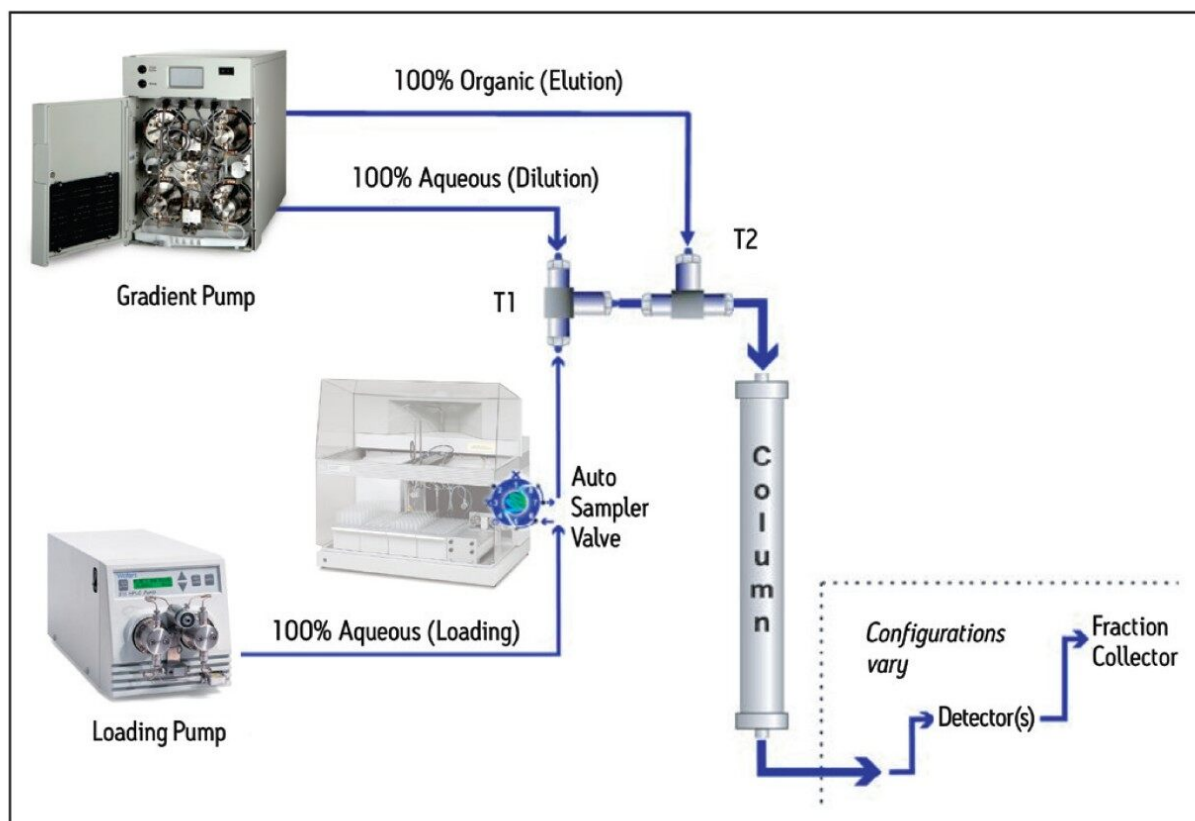 100% Organic (Elution)
100% Aqueous (Dilution)
T2
Gradient Pump
T1
Auto
Sampler
Valve
100% Aqueous (Loading)
Loading Pump
Column
Configurations
vary
Fraction
Collector
Detector(s)